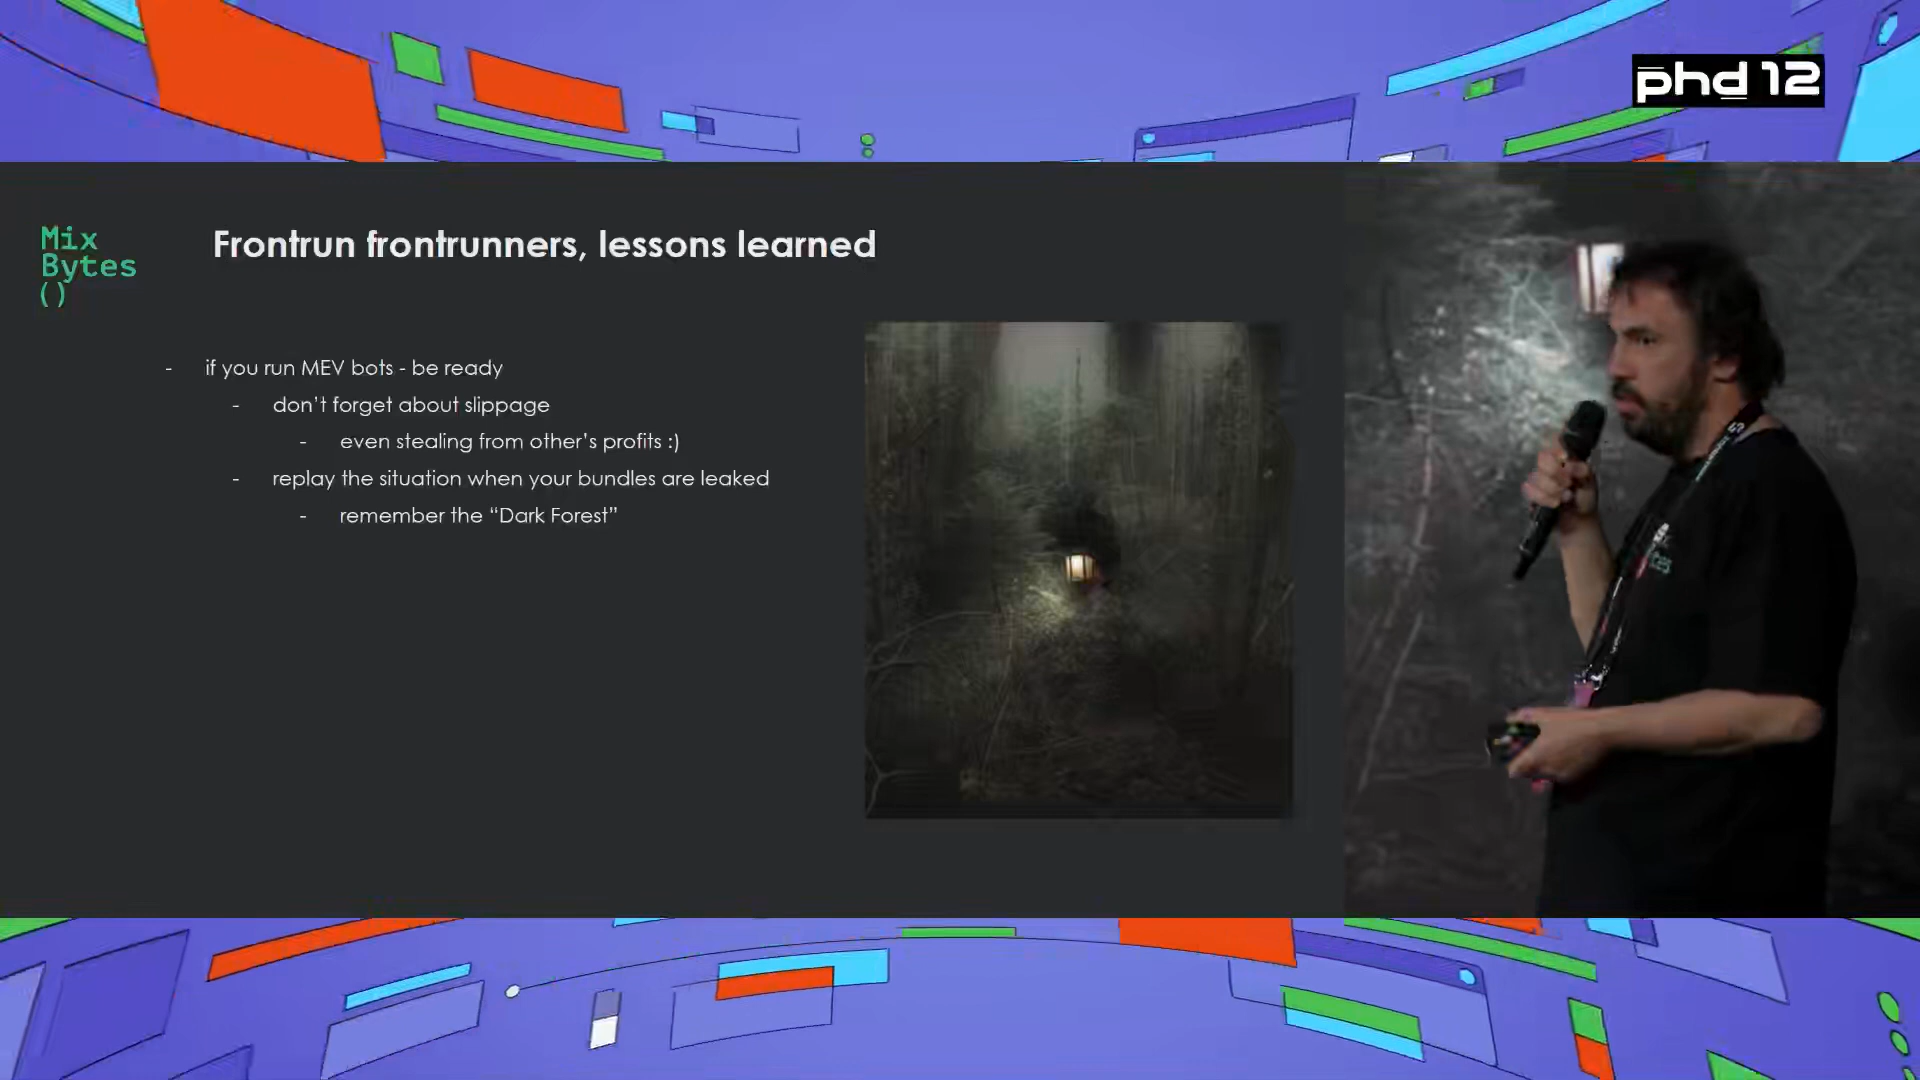 phd 12
Mix
Bytes
()
Frontrun frontrunners, lessons learned
- if you run MEV bots - be ready
- don’t forget about slippage
- even stealing from other’s profits :)
- replay the situation when your bundles are leaked
- remember the “Dark Forest”